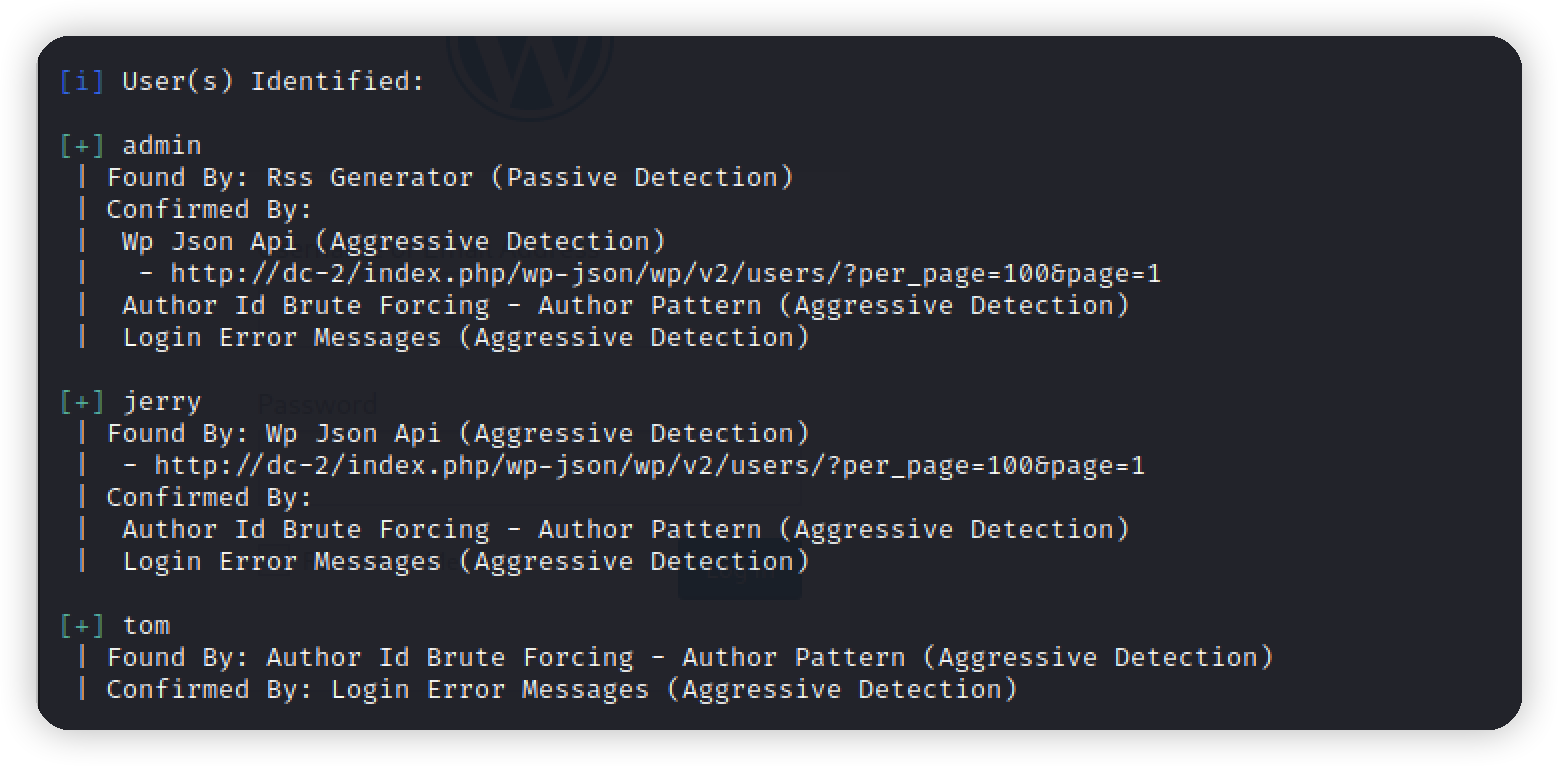 [i] User(s) Identified:
[+] admin
| Found By: Rss Generator (Passive Detection)
| Confirmed By:
|  Wp Json Api (Aggressive Detection)
|   - http://dc-2/index.php/wp-json/wp/v2/users/?per_page=100&page=1
|  Author Id Brute Forcing - Author Pattern (Aggressive Detection)
|  Login Error Messages (Aggressive Detection)
[+] jerry
Password
| Found By: Wp Json Api (Aggressive Detection)
|  - http://dc-2/index.php/wp-json/wp/v2/users/?per_page=100&page=1
| Confirmed By:
|  Author Id Brute Forcing - Author Pattern (Aggressive Detection)
|  Login Error Messages (Aggressive Detection)
[+] tom
| Found By: Author Id Brute Forcing - Author Pattern (Aggressive Detection)
| Confirmed By: Login Error Messages (Aggressive Detection)